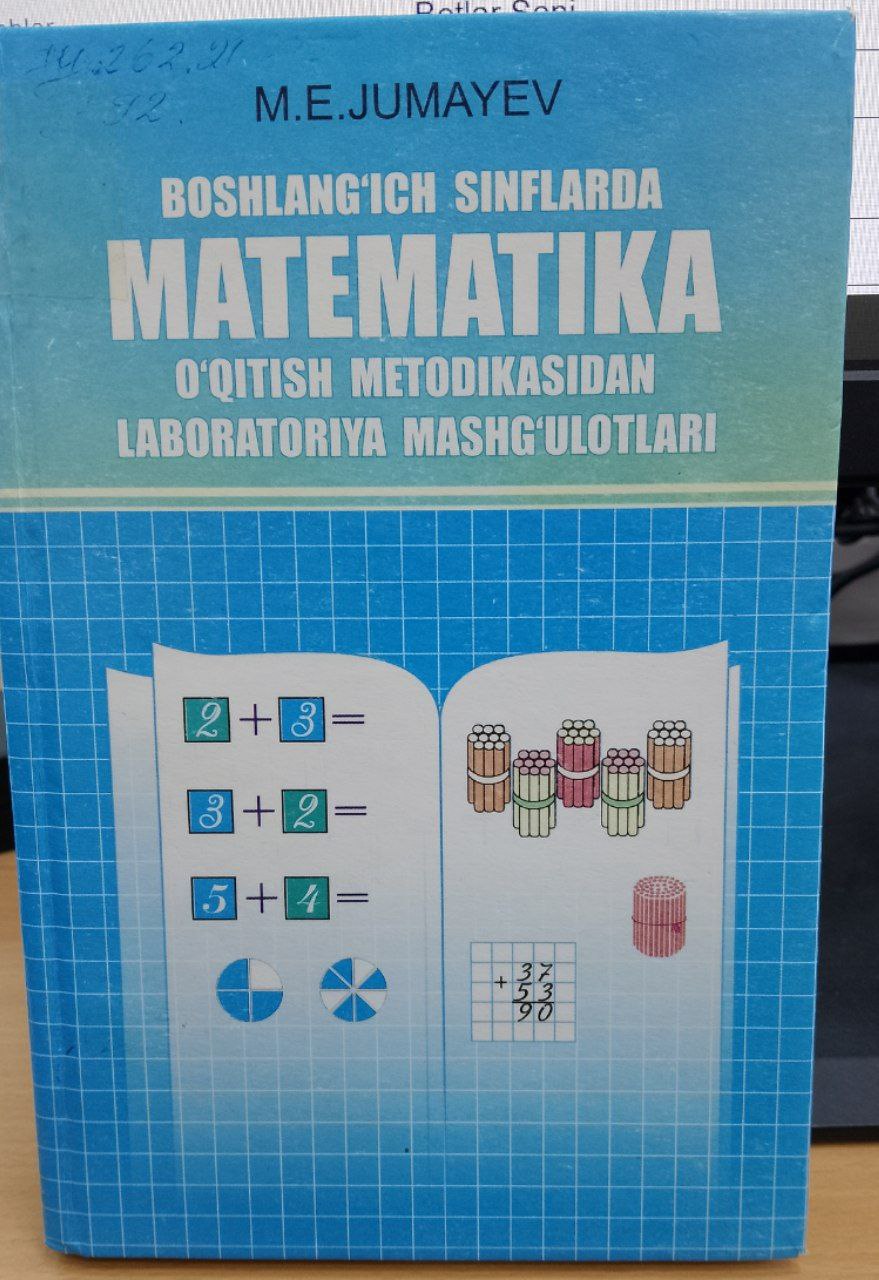 M.E.JUMAYEV
BOSHLANG‘ICH SINFLARDA
MATEMATIKA
O‘QITISH METODIKASIDAN
LABORATORIYA MASHG‘ULOTLARI
2 + 3 =
3 + 2 =
5 + 4 =
37
+
53
90